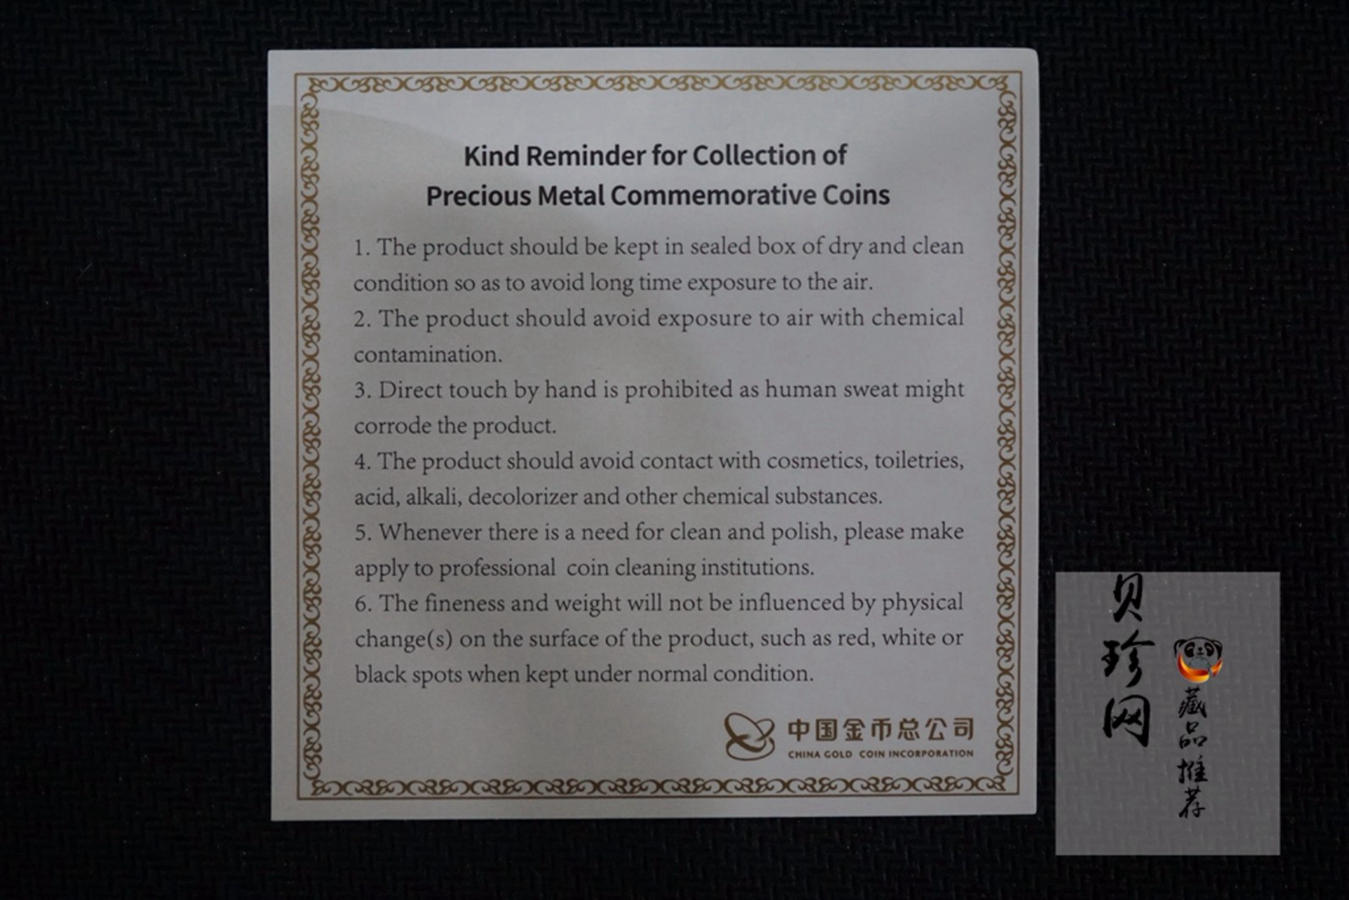 Kind Reminder for Collection of
Precious Metal Commemorative Coins
1. The product should be kept in sealed box of dry and clean
condition so as to avoid long time exposure to the air.
2. The product should avoid exposure to air with chemical
contamination.
3. Direct touch by hand is prohibited as human sweat might
corrode the product.
4. The product should avoid contact with cosmetics, toiletries,
acid, alkali, decolorizer and other chemical substances.
5. Whenever there is a need for clean and polish, please make
apply to professional coin cleaning institutions.
6. The fineness and weight will not be influenced by physical
change(s) on the surface of the product, such as red, white or
black spots when kept under normal condition.
中国金币总公司
CHINA GOLD COIN INCORPORATION
贝珍网
藏品推荐